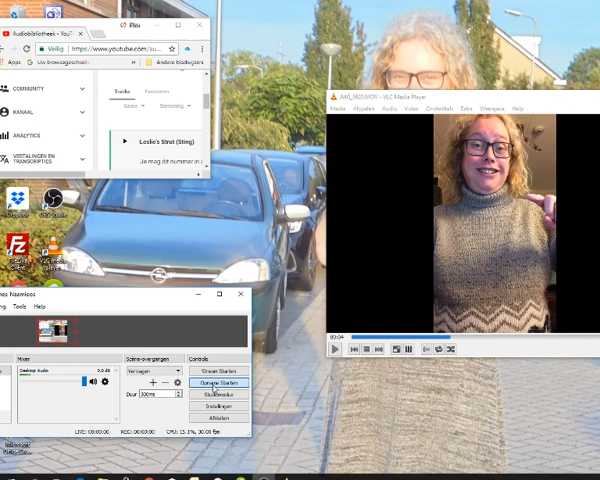 Audiobibliotheek - YouT
Veilig
https://www.youtube.com/au...
Apps
Uw browsegeschied
Andere bladwijzers
COMMUNITY
KANAAL
ANALYTICS
VERTALINGEN EN
TRANSCRIPTIES
Tracks
Favorieten
Genre
Stemming
Leslie's Strut (Sting)
Je mag dit nummer in
Dropbox
OBS Studio
FileZilla
Client
VLC media
player
IMG_0920.MOV - VLC Media Player
Media
Afspelen
Audio
Video
Ondertitels
Extra
Weergave
Help
00:04
Naamloos
Tools
Help
Mixer
Scène-overgangen
Controls
Desktop Audio
0.0 dB
Vervagen
Duur
300ms
Stream Starten
Opname Starten
Studiomodus
Instellingen
Afsluiten
LIVE: 00:00:00
REC: 00:00:00
CPU: 15.1%, 30.00 fps
Microsoft